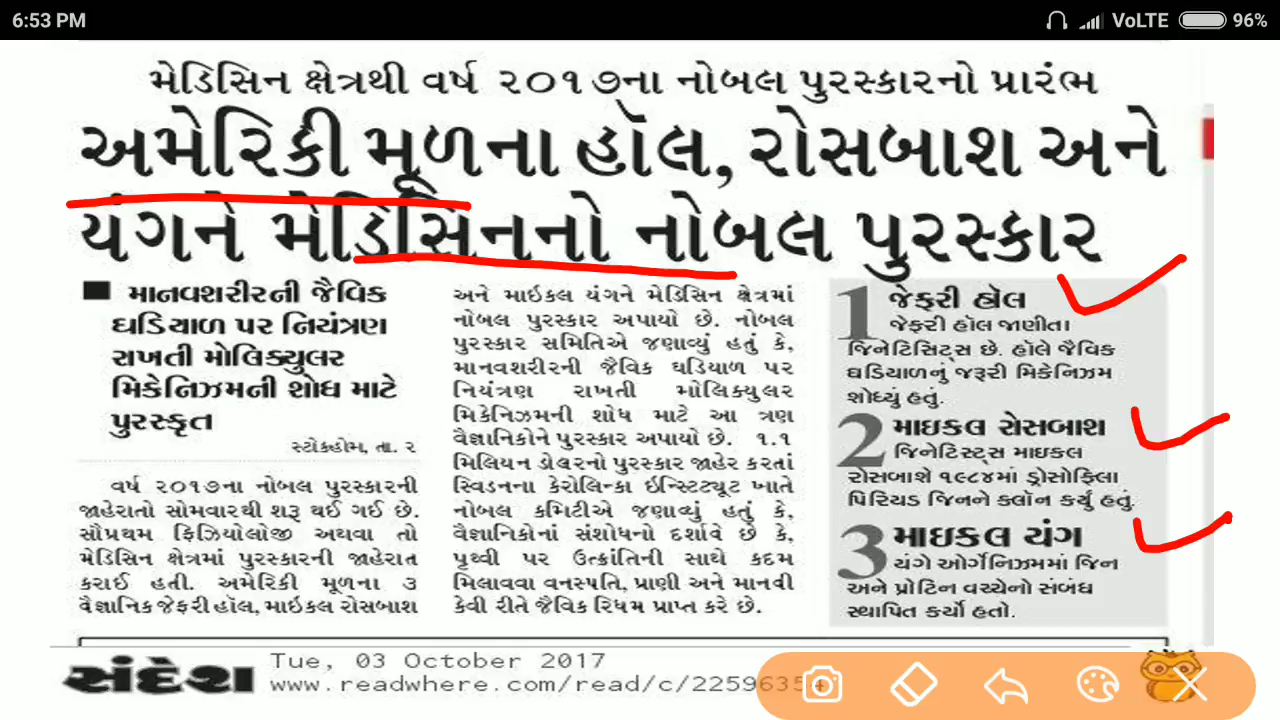 6:53 PM
VoLTE
96%
મેડિસિન ક્ષેત્રથી વર્ષ ૨૦૧૭ના નોબલ પુરસ્કારનો પ્રારંભ
અમેરિકી મૂળના હૉલ, રોસબાશ અને
યંગને મેડિસિનનો નોબલ પુરસ્કાર
માનવશરીરની જૈવિક
ઘડિયાળ પર નિયંત્રણ
રાખતી મોલિક્યુલર
મિકેનિઝમની શોધ માટે
પુરસ્કૃત
સ્ટોકહોમ, તા. ૨
વર્ષ ૨૦૧૭ના નોબલ પુરસ્કારની
જાહેરાતો સોમવારથી શરૂ થઈ ગઈ છે.
સૌપ્રથમ ફિઝિયોલોજી અથવા તો
મેડિસિન ક્ષેત્રમાં પુરસ્કારની જાહેરાત
કરાઈ હતી. અમેરિકી મૂળના ૩
વૈજ્ઞાનિક જેફરી હૉલ, માઇકલ રોસબાશ
અને માઇકલ યંગને મેડિસિન ક્ષેત્રમાં
નોબલ પુરસ્કાર અપાયો છે. નોબલ
પુરસ્કાર સમિતિએ જણાવ્યું હતું કે,
માનવશરીરની જૈવિક ઘડિયાળ પર
નિયંત્રણ રાખતી મોલિક્યુલર
મિકેનિઝમની શોધ માટે આ ત્રણ
વૈજ્ઞાનિકોને પુરસ્કાર અપાયો છે. ૧.૧
મિલિયન ડોલરનો પુરસ્કાર જાહેર કરતાં
સ્વિડનના કેરોલિન્કા ઇન્સ્ટિટ્યૂટ ખાતે
નોબલ કમિટીએ જણાવ્યું હતું કે,
વૈજ્ઞાનિકોનાં સંશોધનો દર્શાવે છે કે,
પૃથ્વી પર ઉત્ક્રાંતિની સાથે કદમ
મિલાવવા વનસ્પતિ, પ્રાણી અને માનવી
કેવી રીતે જૈવિક રિધમ પ્રાપ્ત કરે છે.
1 જેફરી હૉલ
જેફરી હૉલ જાણીતા
જિનેટિસિટ્સ છે. હૉલે જૈવિક
ઘડિયાળનું જરૂરી મિકેનિઝમ
શોધ્યું હતું.
2 માઇકલ રોસબાશ
જિનેટિસ્ટ્સ માઇકલ
રોસબાશે ૧૯૮૪માં ડ્રોસોફિલા
પિરિયડ જિનને ક્લૉન કર્યું હતું.
3 માઇકલ યંગ
યંગે ઓર્ગેનિઝમમાં જિન
અને પ્રોટિન વચ્ચેનો સંબંધ
સ્થાપિત કર્યો હતો.
સંદેશ
Tue, 03 October 2017
www.readwhere.com/read/c/22596354